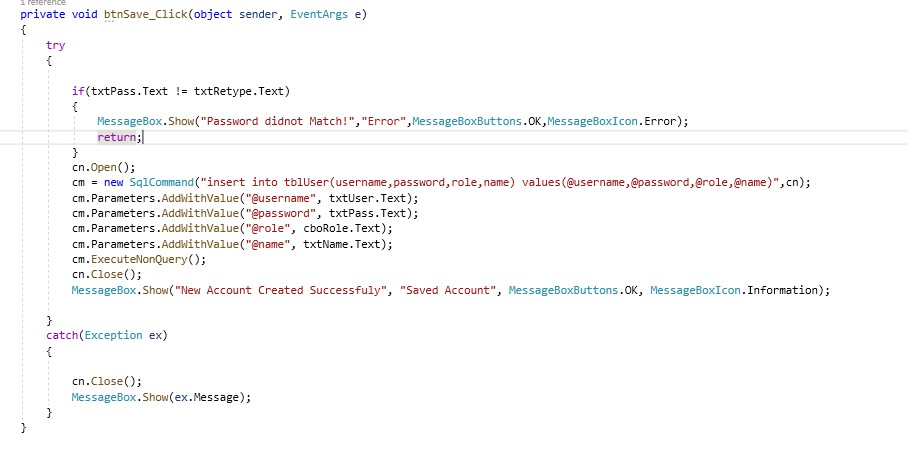 1 reference
private void btnSave_Click(object sender, EventArgs e)
{
try
{
if(txtPass.Text != txtRetype.Text)
{
MessageBox.Show("Password didnot Match!","Error",MessageBoxButtons.OK,MessageBoxIcon.Error);
return;
}
cn.Open();
cm = new SqlCommand("insert into tblUser(username,password,role,name) values(@username,@password,@role,@name)",cn);
cm.Parameters.AddWithValue("@username", txtUser.Text);
cm.Parameters.AddWithValue("@password", txtPass.Text);
cm.Parameters.AddWithValue("@role", cboRole.Text);
cm.Parameters.AddWithValue("@name", txtName.Text);
cm.ExecuteNonQuery();
cn.Close();
MessageBox.Show("New Account Created Successfuly", "Saved Account", MessageBoxButtons.OK, MessageBoxIcon.Information);
}
catch(Exception ex)
{
cn.Close();
MessageBox.Show(ex.Message);
}
}